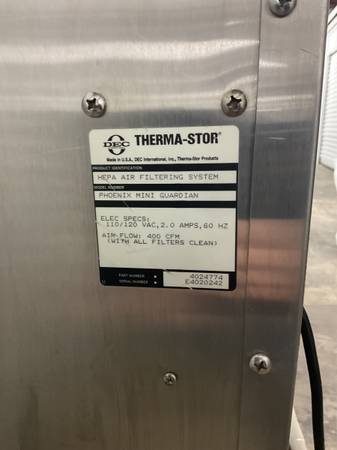 DEC THERMA-STOR®
Made in U.S.A., DEC International, Inc., Therma-Stor Products
PRODUCT IDENTIFICATION
HEPA AIR FILTERING SYSTEM
MODEL NUMBER
PHOENIX MINI GUARDIAN
ELEC SPECS:
110/120 VAC,2.0 AMPS,60 HZ
AIR-FLOW: 400 CFM
(WITH ALL FILTERS CLEAN)
PART NUMBER 4024774
SERIAL NUMBER E4020242